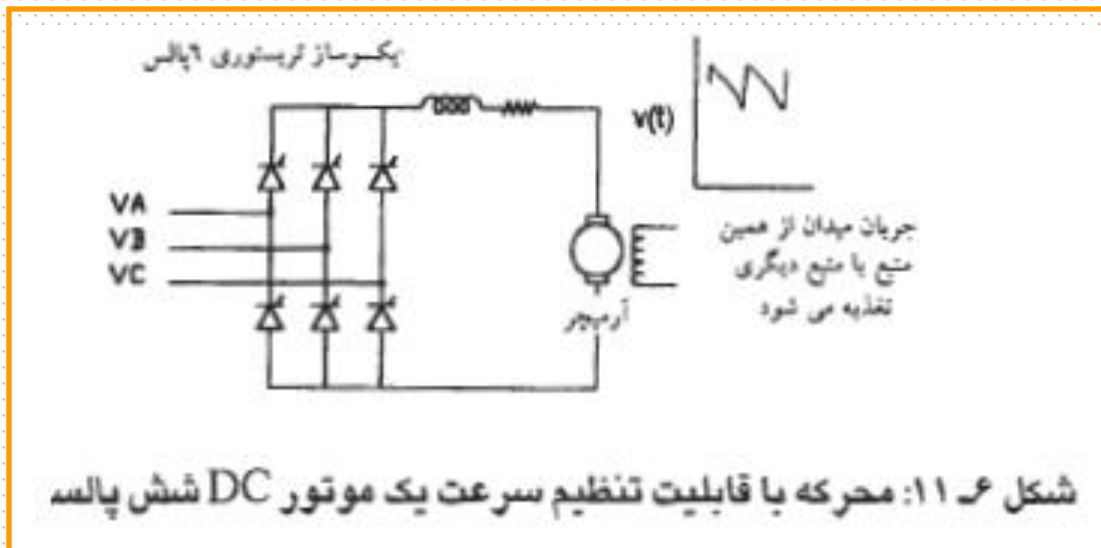 یکسوساز تریستوری ۶پالس
v(t)
VA
VB
VC
جریان میدان از همین
منبع یا منبع دیگری
تغذیه می شود
آرمیچر
شکل ۶ـ ۱۱: محرکه با قابلیت تنظیم سرعت یک موتور DC شش پالسه